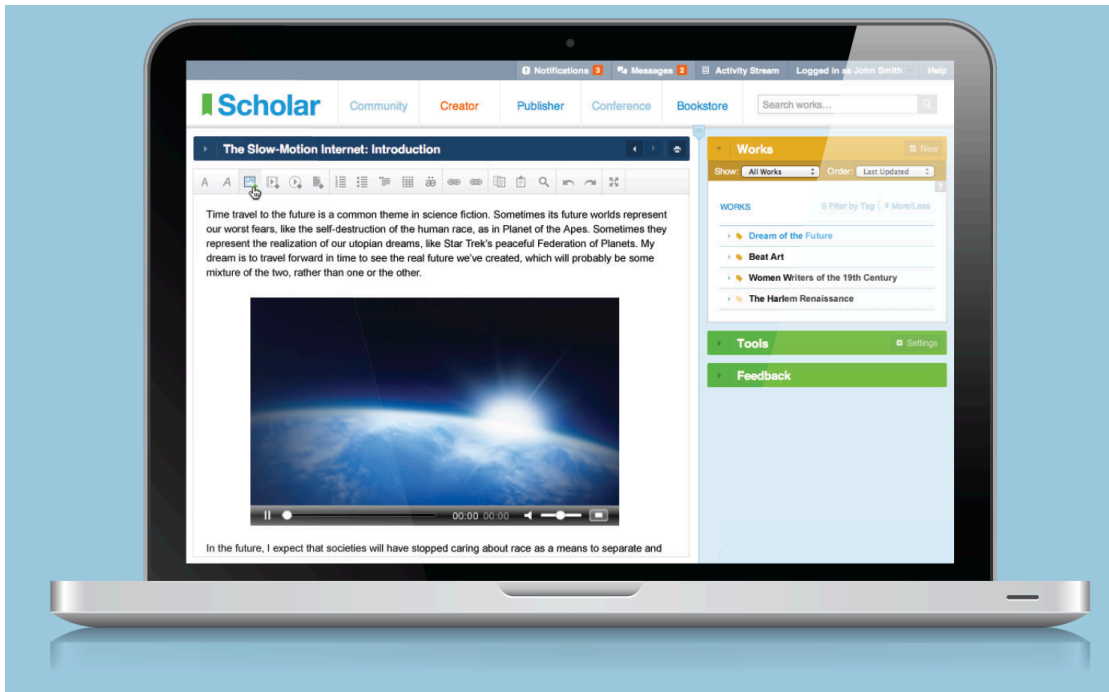 Notifications 3 Messages 2 Activity Stream Logged in as John Smith Help
Scholar Community Creator Publisher Conference Bookstore Search works...
The Slow-Motion Internet: Introduction
Works New
Show: All Works Order: Last Updated
?
WORKS Filter by Tag More/Less
Time travel to the future is a common theme in science fiction. Sometimes its future worlds represent
our worst fears, like the self-destruction of the human race, as in Planet of the Apes. Sometimes they
represent the realization of our utopian dreams, like Star Trek's peaceful Federation of Planets. My
dream is to travel forward in time to see the real future we've created, which will probably be some
mixture of the two, rather than one or the other.
00:00 00:00
In the future, I expect that societies will have stopped caring about race as a means to separate and
Dream of the Future
Beat Art
Women Writers of the 19th Century
The Harlem Renaissance
Tools Settings
Feedback